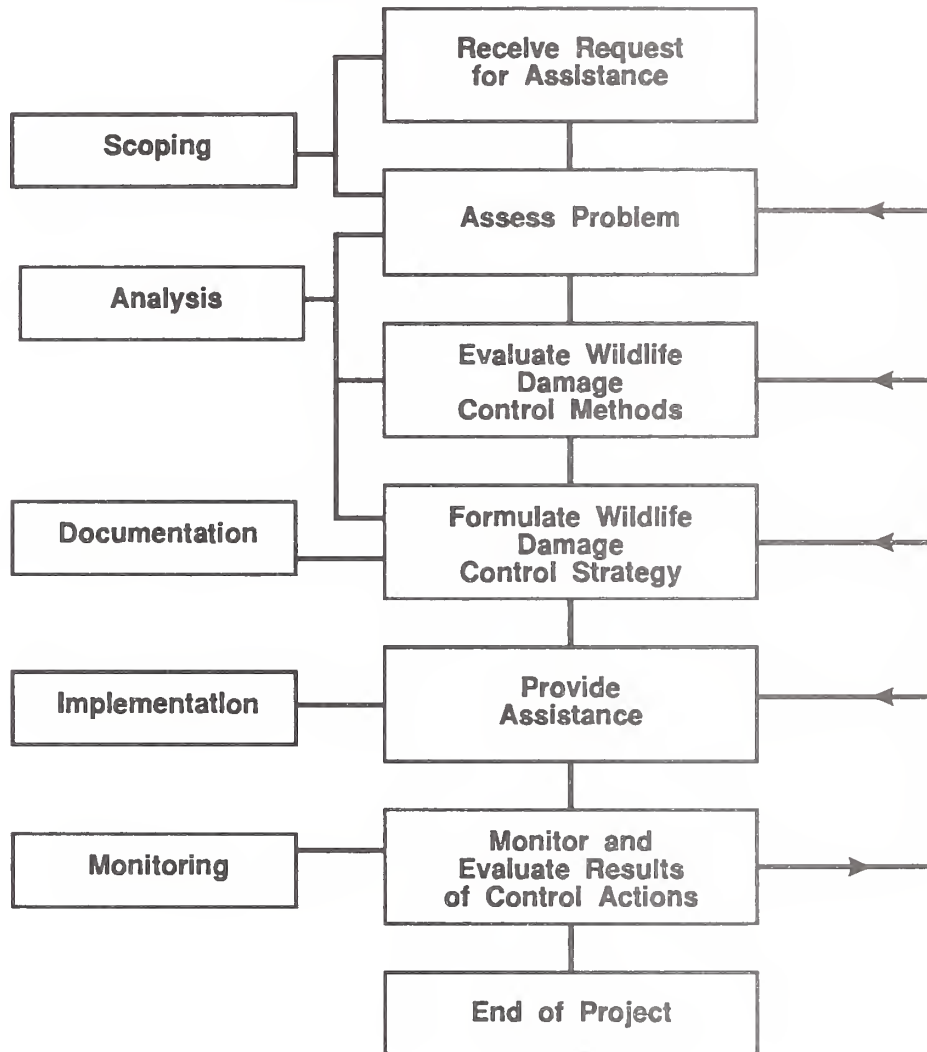 Receive Request
for Assistance
Scoping
Assess Problem
Analysis
Evaluate Wildlife
Damage
Control Methods
Documentation
Formulate Wildlife
Damage
Control Strategy
Implementation
Provide
Assistance
Monitoring
Monitor and
Evaluate Results
of Control Actions
End of Project